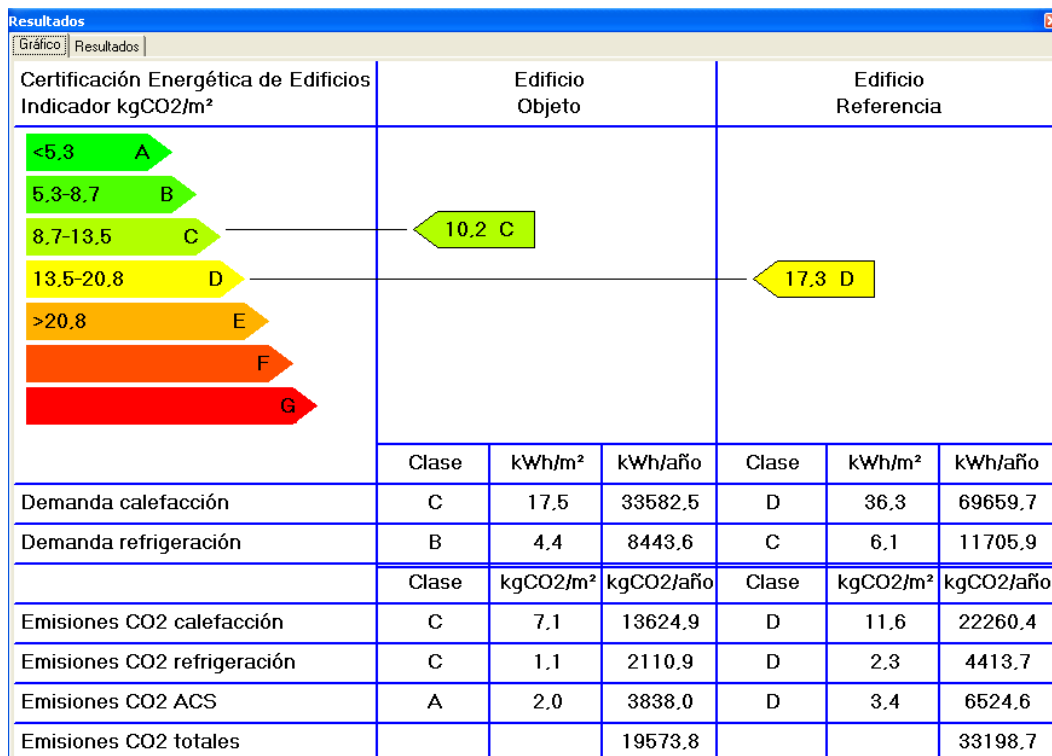 Resultados
Gráfico Resultados
Certificación Energética de Edificios
Indicador kgCO2/m²
Edificio
Objeto
Edificio
Referencia
<5,3 A
5,3-8,7 B
8,7-13,5 C
10,2 C
13,5-20,8 D
17,3 D
>20,8 E
F
G
Clase kWh/m² kWh/año Clase kWh/m² kWh/año
Demanda calefacción C 17,5 33582,5 D 36,3 69659,7
Demanda refrigeración B 4,4 8443,6 C 6,1 11705,9
Clase kgCO2/m² kgCO2/año Clase kgCO2/m² kgCO2/año
Emisiones CO2 calefacción C 7,1 13624,9 D 11,6 22260,4
Emisiones CO2 refrigeración C 1,1 2110,9 D 2,3 4413,7
Emisiones CO2 ACS A 2,0 3838,0 D 3,4 6524,6
Emisiones CO2 totales 19573,8 33198,7